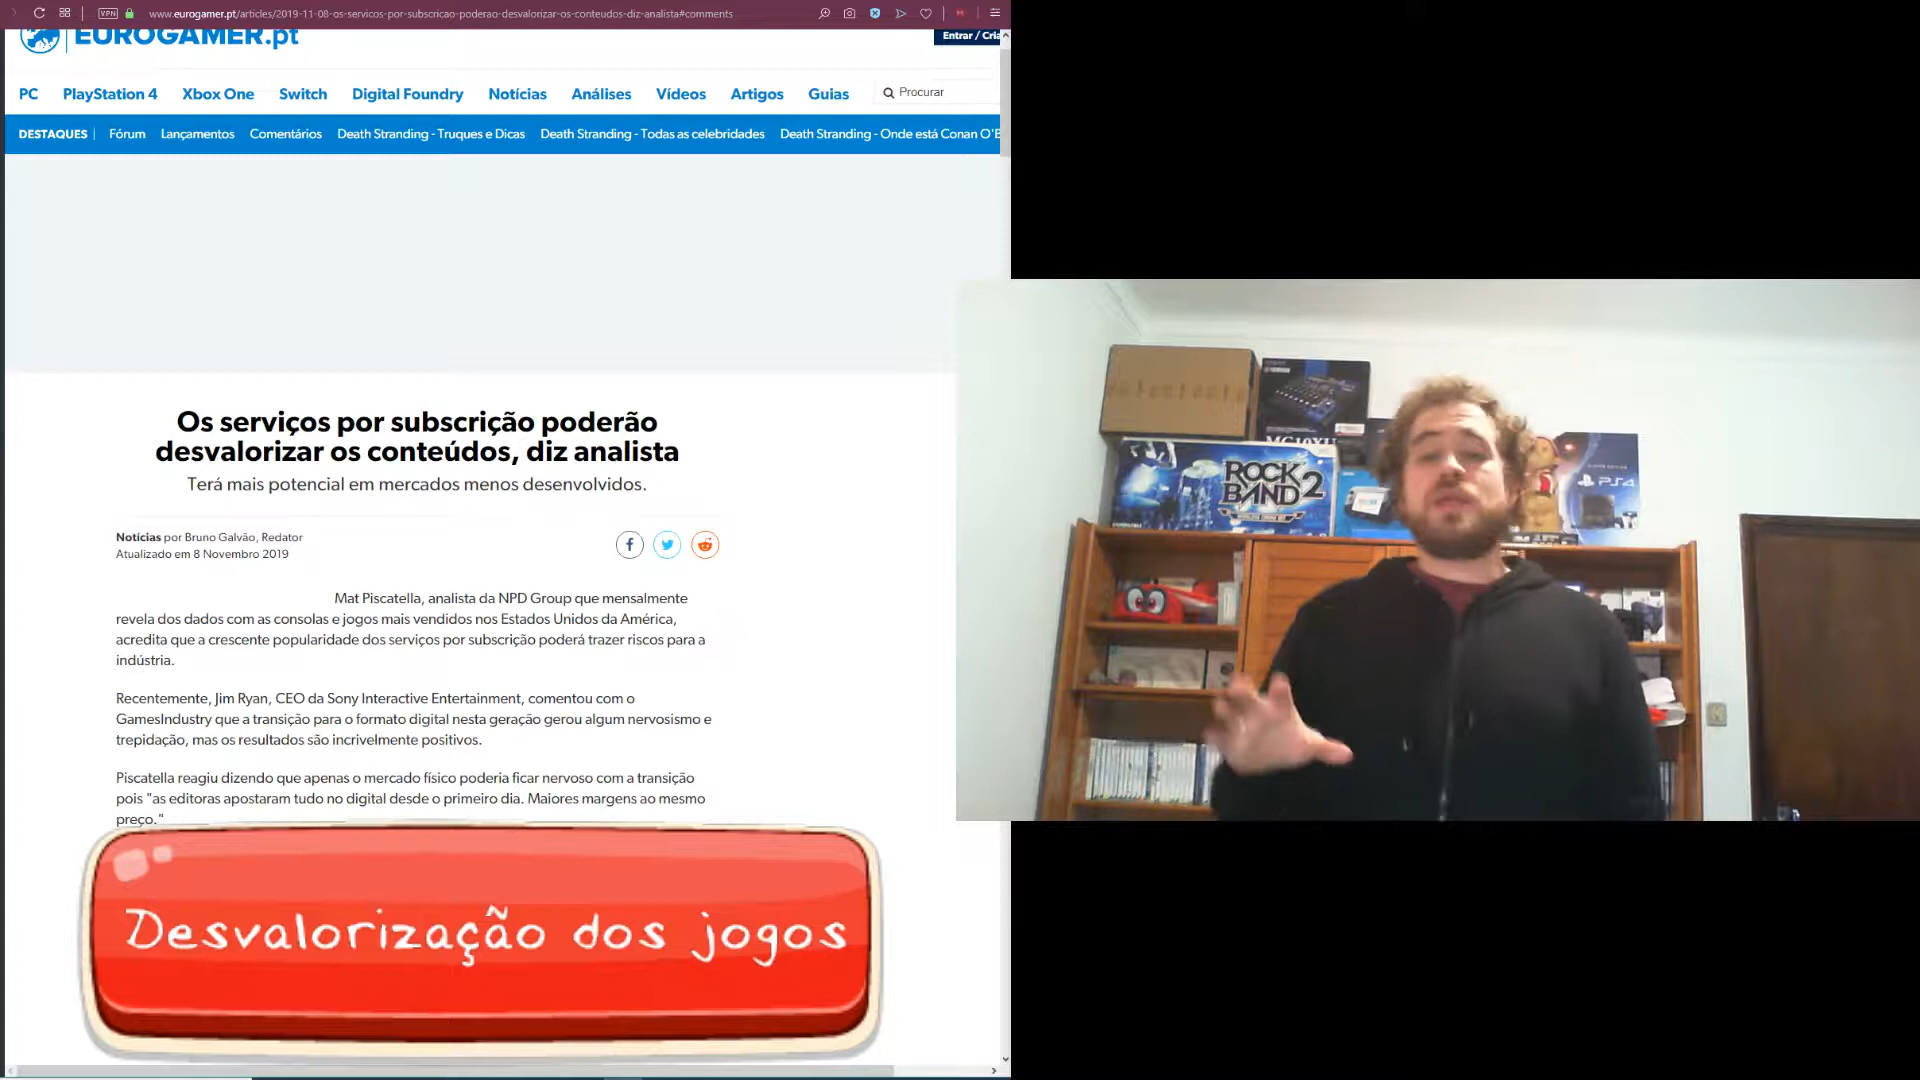 VPN
www.eurogamer.pt/articles/2019-11-08-os-servicos-por-subscricao-poderao-desvalorizar-os-conteudos-diz-analista#comments
EUROGAMER.pt
Entrar / Cria
PC PlayStation 4 Xbox One Switch Digital Foundry Notícias Análises Vídeos Artigos Guias Procurar
DESTAQUES Fórum Lançamentos Comentários Death Stranding - Truques e Dicas Death Stranding - Todas as celebridades Death Stranding - Onde está Conan O'B
Os serviços por subscrição poderão
desvalorizar os conteúdos, diz analista
Terá mais potencial em mercados menos desenvolvidos.
Notícias por Bruno Galvão, Redator
Atualizado em 8 Novembro 2019
Mat Piscatella, analista da NPD Group que mensalmente
revela dos dados com as consolas e jogos mais vendidos nos Estados Unidos da América,
acredita que a crescente popularidade dos serviços por subscrição poderá trazer riscos para a
indústria.
Recentemente, Jim Ryan, CEO da Sony Interactive Entertainment, comentou com o
GamesIndustry que a transição para o formato digital nesta geração gerou algum nervosismo e
trepidação, mas os resultados são incrivelmente positivos.
Piscatella reagiu dizendo que apenas o mercado físico poderia ficar nervoso com a transição
pois "as editoras apostaram tudo no digital desde o primeiro dia. Maiores margens ao mesmo
preço."
Desvalorização dos jogos
MG10XU
ROCK
BAND 2
PS4